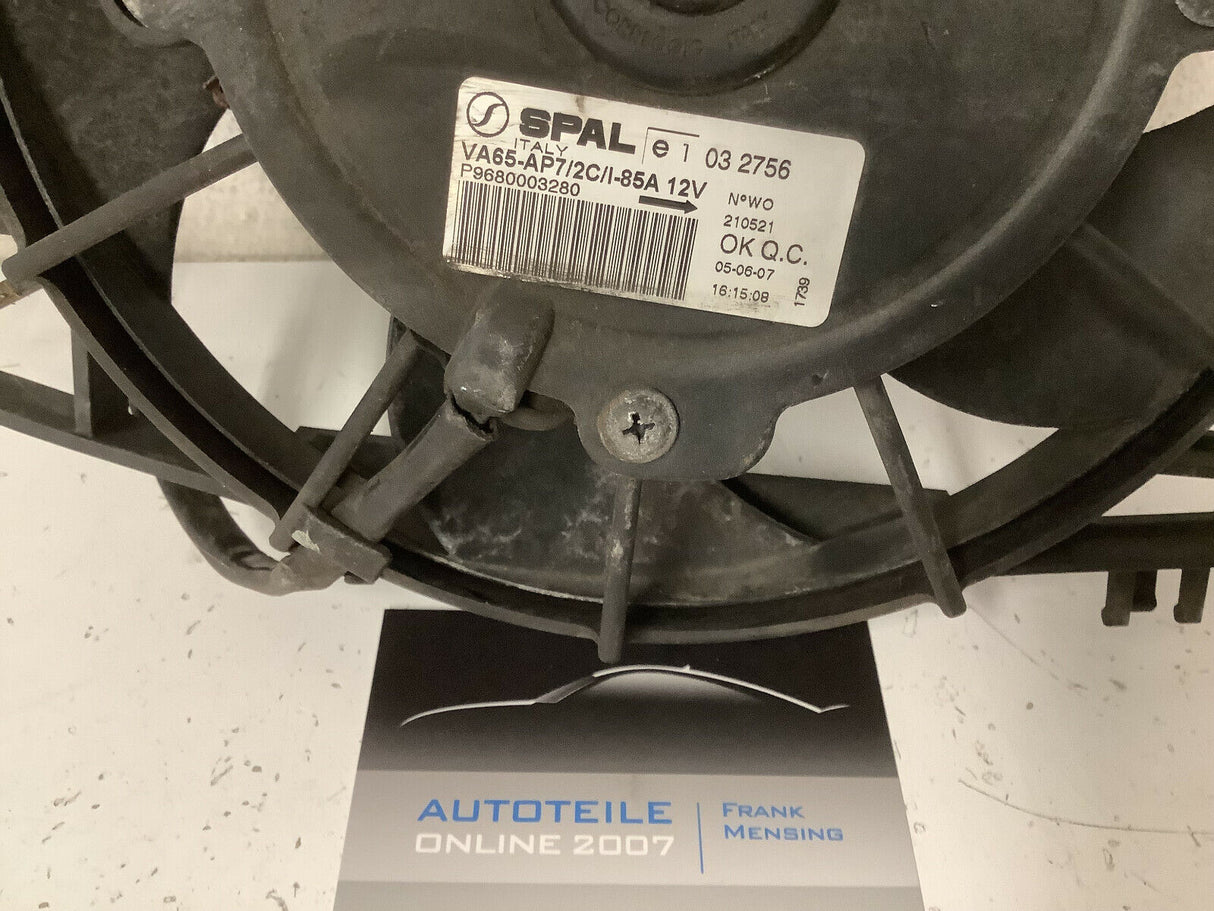 ITALY
SPAL
ITALY
e 1 03 2756
VA65-AP7/2C/I-85A 12V
P9680003280
N°WO
210521
OK Q.C.
05-06-07
16:15:08
1739
AUTOTEILE
ONLINE 2007
FRANK
MENSING